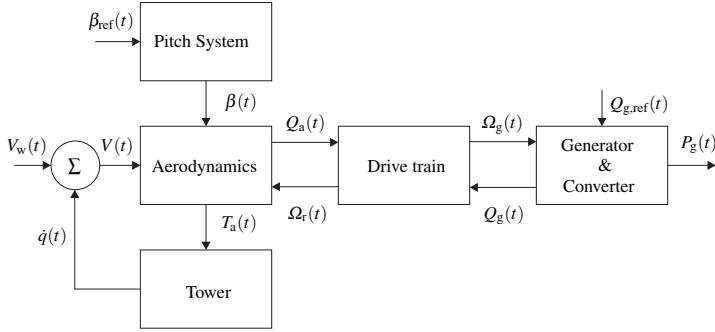 β_ref(t)
Pitch System
β(t)
Q_a(t)
Ω_g(t)
Q_g,ref(t)
V_w(t)
Σ
V(t)
Aerodynamics
Drive train
Generator
&
Converter
P_g(t)
Ω_r(t)
Q_g(t)
q̇(t)
T_a(t)
Tower